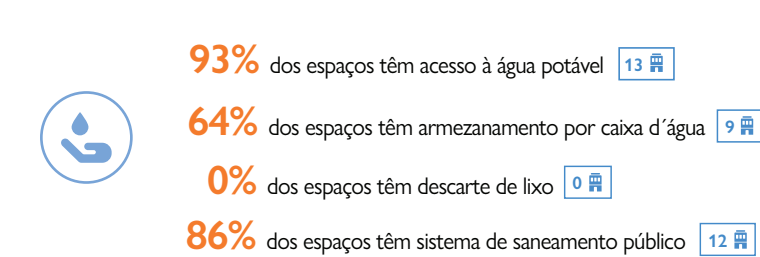 93% dos espaços têm acesso à água potável 13
64% dos espaços têm armezanamento por caixa d´água 9
0% dos espaços têm descarte de lixo 0
86% dos espaços têm sistema de saneamento público 12